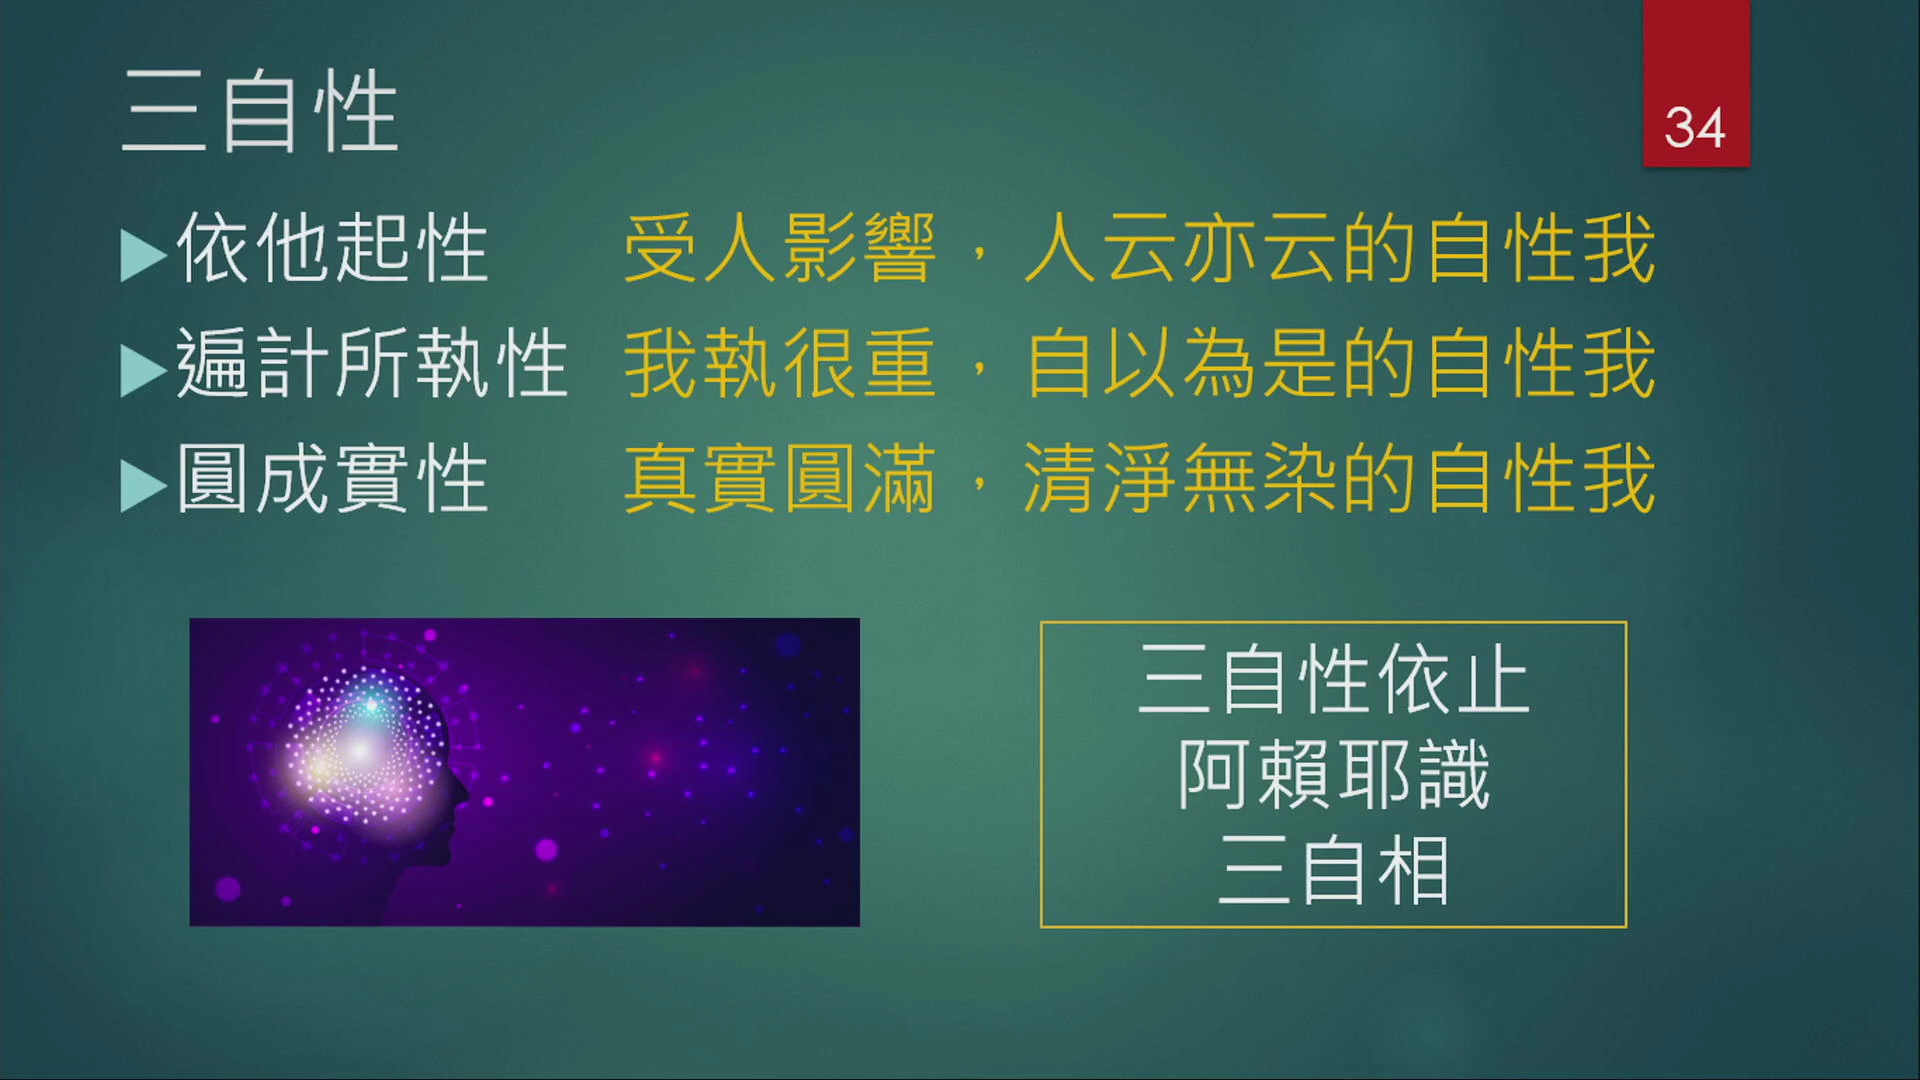 三自性
34
依他起性 受人影響，人云亦云的自性我
遍計所執性 我執很重，自以為是的自性我
圓成實性 真實圓滿，清淨無染的自性我
三自性依止
阿賴耶識
三自相